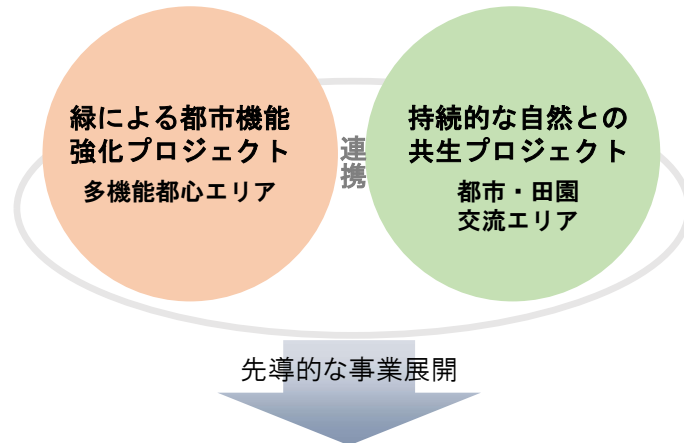 緑による都市機能
強化プロジェクト
多機能都心エリア
連
携
持続的な自然との
共生プロジェクト
都市・田園
交流エリア
先導的な事業展開